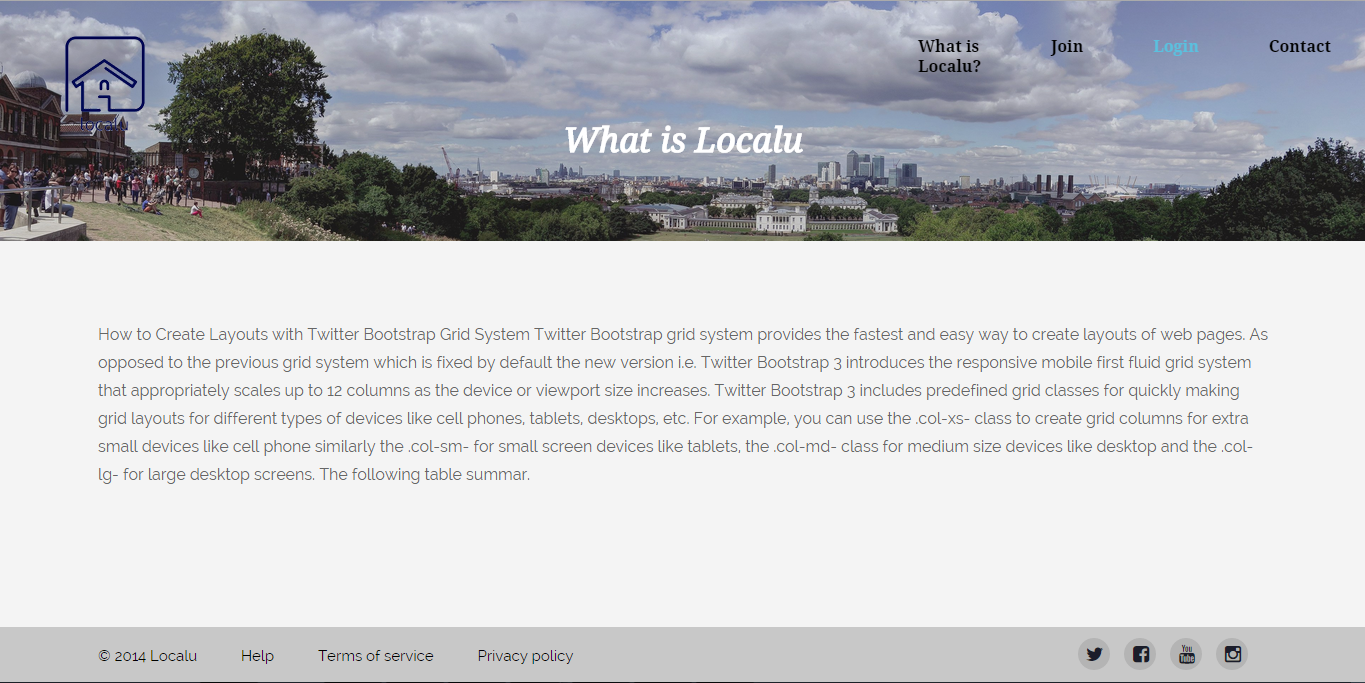 localu
What is
Localu?
Join
Login
Contact
What is Localu
How to Create Layouts with Twitter Bootstrap Grid System Twitter Bootstrap grid system provides the fastest and easy way to create layouts of web pages. As
opposed to the previous grid system which is fixed by default the new version i.e. Twitter Bootstrap 3 introduces the responsive mobile first fluid grid system
that appropriately scales up to 12 columns as the device or viewport size increases. Twitter Bootstrap 3 includes predefined grid classes for quickly making
grid layouts for different types of devices like cell phones, tablets, desktops, etc. For example, you can use the .col-xs- class to create grid columns for extra
small devices like cell phone similarly the .col-sm- for small screen devices like tablets, the .col-md- class for medium size devices like desktop and the .col-
lg- for large desktop screens. The following table summar.
© 2014 Localu
Help
Terms of service
Privacy policy
You
Tube